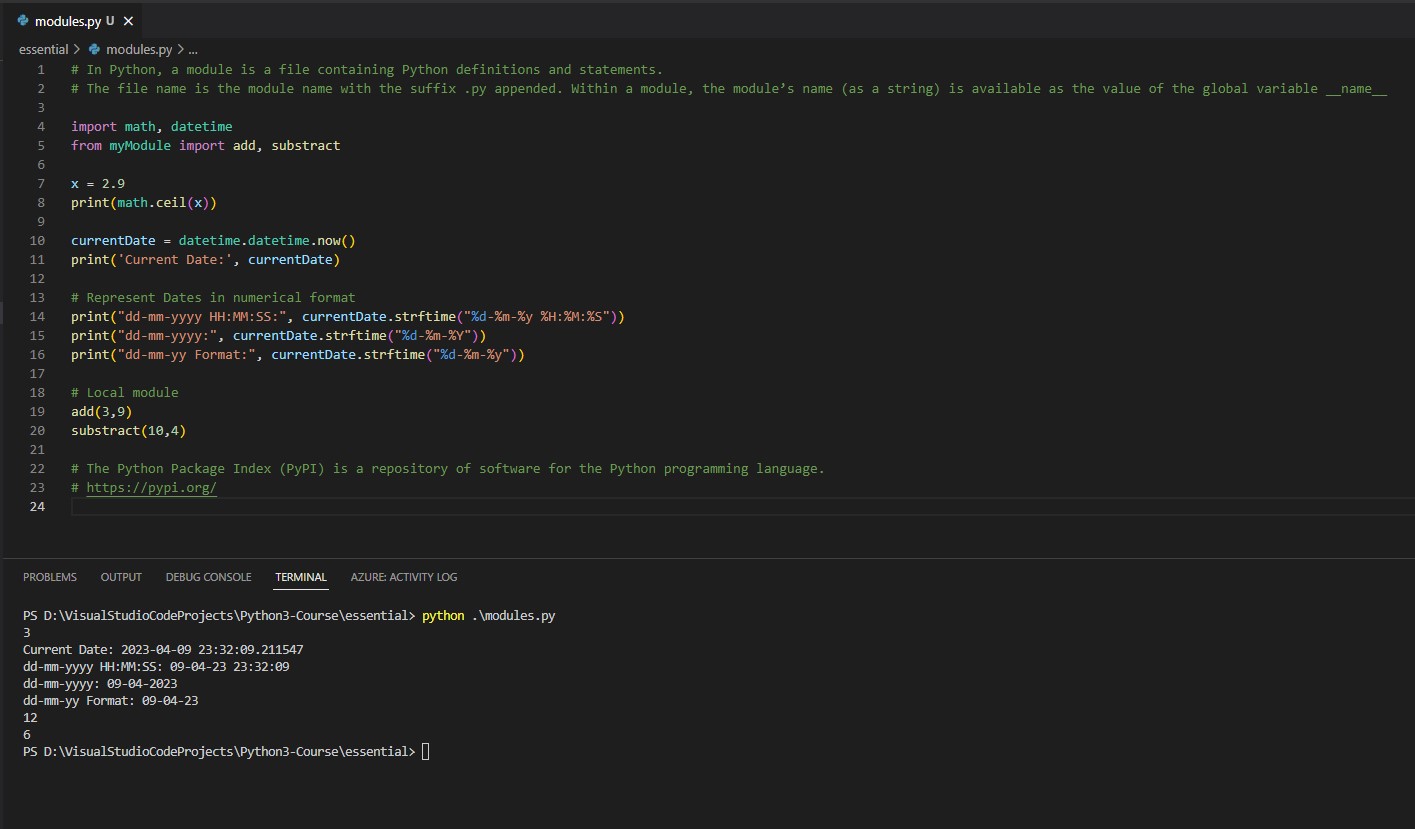 modules.py U ×
essential > modules.py > ...
1 # In Python, a module is a file containing Python definitions and statements.
2 # The file name is the module name with the suffix .py appended. Within a module, the module’s name (as a string) is available as the value of the global variable __name__
3
4 import math, datetime
5 from myModule import add, substract
6
7 x = 2.9
8 print(math.ceil(x))
9
10 currentDate = datetime.datetime.now()
11 print('Current Date:', currentDate)
12
13 # Represent Dates in numerical format
14 print("dd-mm-yyyy HH:MM:SS:", currentDate.strftime("%d-%m-%y %H:%M:%S"))
15 print("dd-mm-yyyy:", currentDate.strftime("%d-%m-%Y"))
16 print("dd-mm-yy Format:", currentDate.strftime("%d-%m-%y"))
17
18 # Local module
19 add(3,9)
20 substract(10,4)
21
22 # The Python Package Index (PyPI) is a repository of software for the Python programming language.
23 # https://pypi.org/
24
PROBLEMS OUTPUT DEBUG CONSOLE TERMINAL AZURE: ACTIVITY LOG
PS D:\VisualStudioCodeProjects\Python3-Course\essential> python .\modules.py
3
Current Date: 2023-04-09 23:32:09.211547
dd-mm-yyyy HH:MM:SS: 09-04-23 23:32:09
dd-mm-yyyy: 09-04-2023
dd-mm-yy Format: 09-04-23
12
6
PS D:\VisualStudioCodeProjects\Python3-Course\essential>